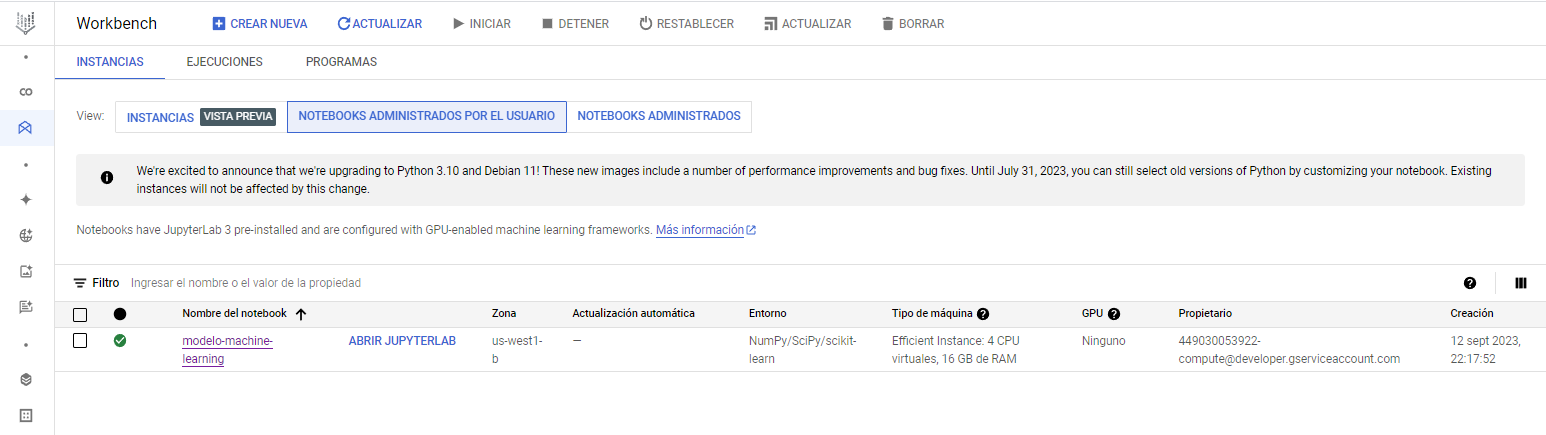 Workbench
CREAR NUEVA
ACTUALIZAR
INICIAR
DETENER
RESTABLECER
ACTUALIZAR
BORRAR
INSTANCIAS
EJECUCIONES
PROGRAMAS
View:
INSTANCIAS
VISTA PREVIA
NOTEBOOKS ADMINISTRADOS POR EL USUARIO
NOTEBOOKS ADMINISTRADOS
We're excited to announce that we're upgrading to Python 3.10 and Debian 11! These new images include a number of performance improvements and bug fixes. Until July 31, 2023, you can still select old versions of Python by customizing your notebook. Existing
instances will not be affected by this change.
Notebooks have JupyterLab 3 pre-installed and are configured with GPU-enabled machine learning frameworks. Más información
Filtro
Ingresar el nombre o el valor de la propiedad
Nombre del notebook
Zona
Actualización automática
Entorno
Tipo de máquina
GPU
Propietario
Creación
modelo-machine-
learning
ABRIR JUPYTERLAB
us-west1-
b
—
NumPy/SciPy/scikit-
learn
Efficient Instance: 4 CPU
virtuales, 16 GB de RAM
Ninguno
449030053922-
compute@developer.gserviceaccount.com
12 sept 2023,
22:17:52